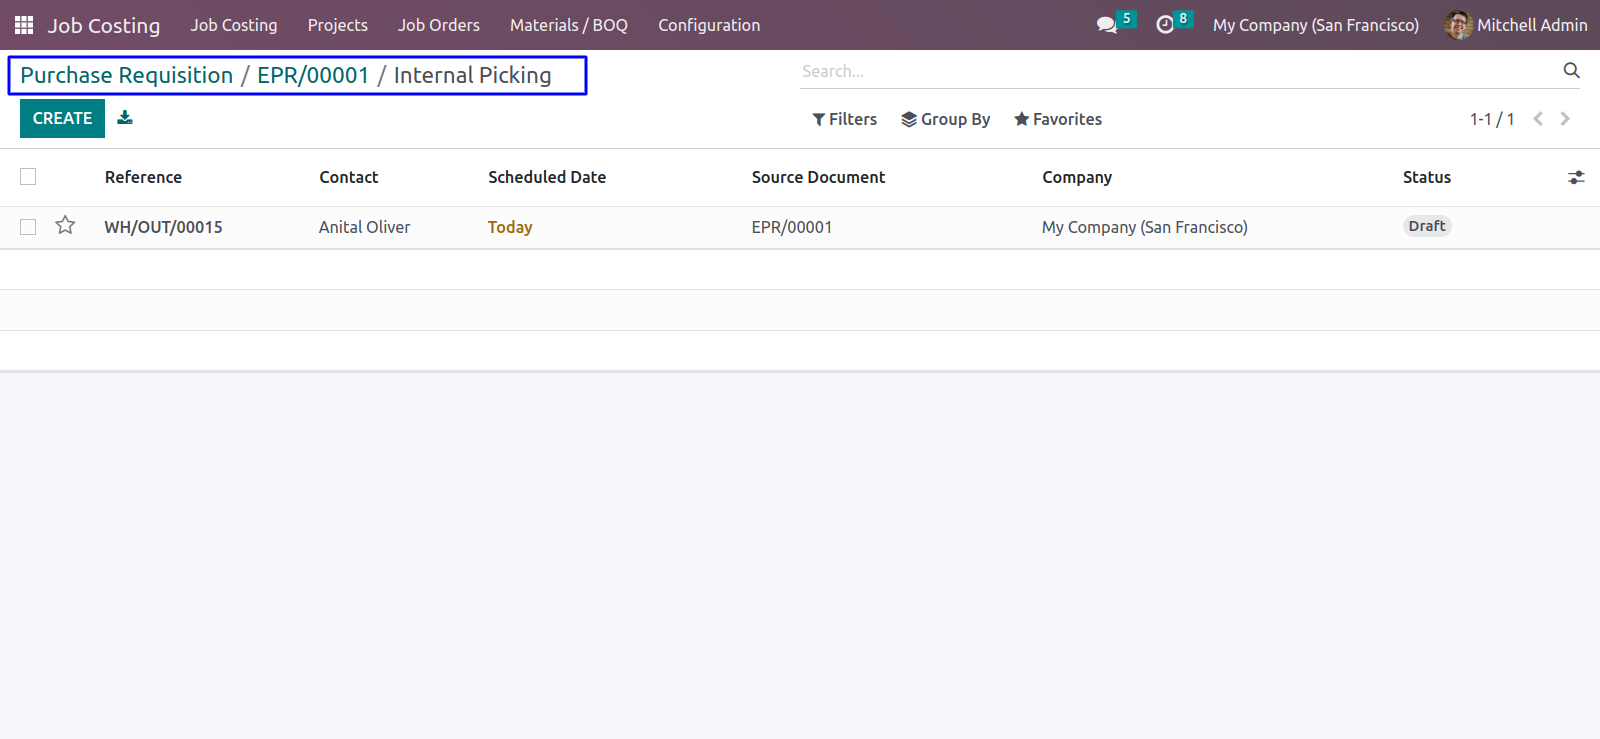 Job Costing Job Costing Projects Job Orders Materials / BOQ Configuration 5 8 My Company (San Francisco) Mitchell Admin
Purchase Requisition / EPR/00001 / Internal Picking Search...
CREATE Filters Group By Favorites 1-1 / 1
Reference Contact Scheduled Date Source Document Company Status
WH/OUT/00015 Anital Oliver Today EPR/00001 My Company (San Francisco) Draft